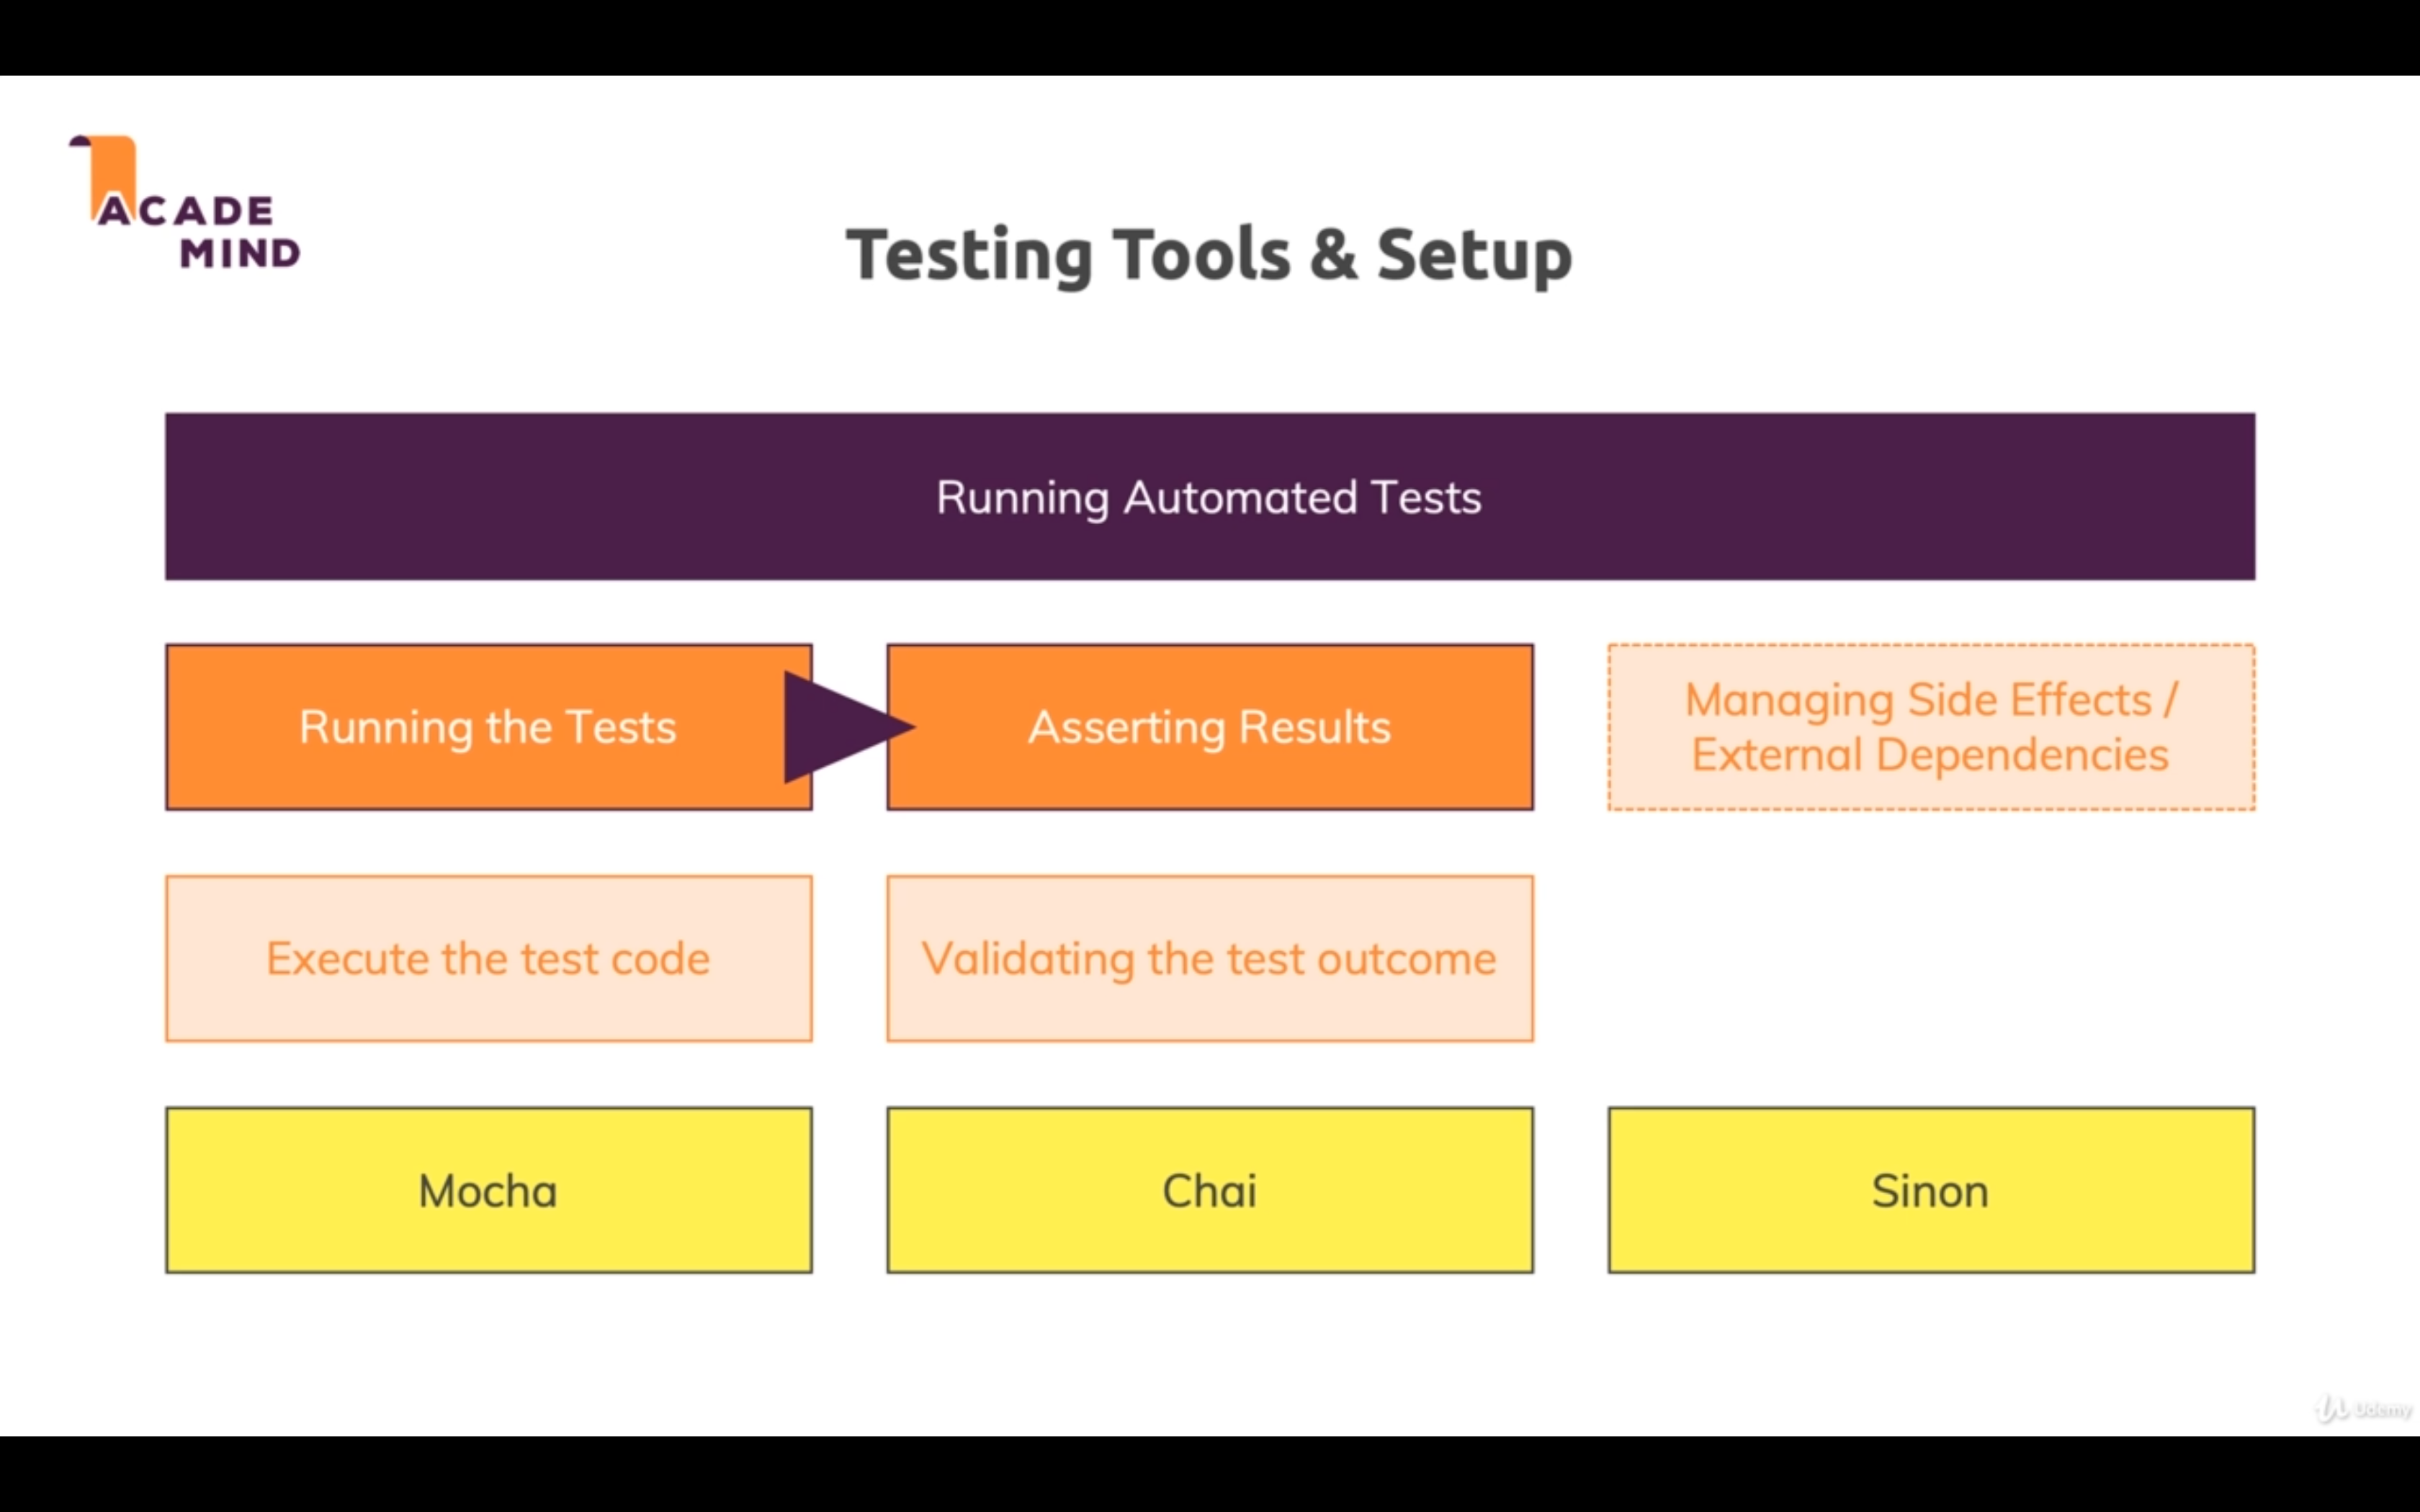 ACADE
MIND
Testing Tools & Setup
Running Automated Tests
Running the Tests
Asserting Results
Managing Side Effects /
External Dependencies
Execute the test code
Validating the test outcome
Mocha
Chai
Sinon
Udemy